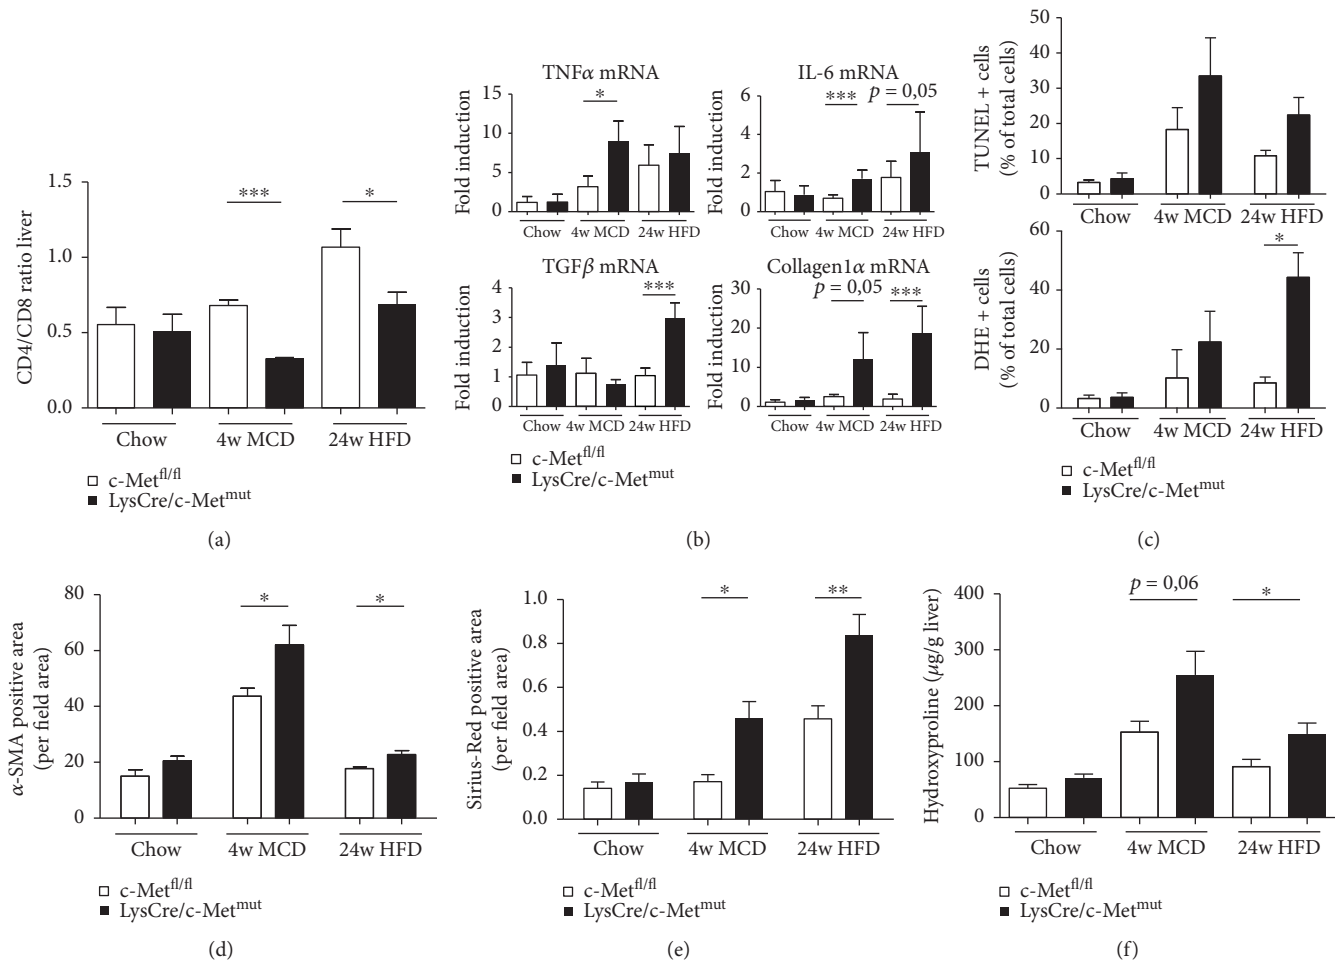 CD4/CD8 ratio liver
1.5
1.0
0.5
0.0
***
*
Chow 4w MCD 24w HFD
c-Met^fl/fl
LysCre/c-Met^mut
(a)
TNFα mRNA
Fold induction
15
10
5
0
*
Chow 4w MCD 24w HFD
IL-6 mRNA
Fold induction
6
4
2
0
***
p = 0,05
Chow 4w MCD 24w HFD
TGFβ mRNA
Fold induction
4
3
2
1
0
***
Chow 4w MCD 24w HFD
Collagen1α mRNA
Fold induction
30
20
10
0
p = 0,05
***
Chow 4w MCD 24w HFD
c-Met^fl/fl
LysCre/c-Met^mut
(b)
TUNEL + cells
(% of total cells)
50
40
30
20
10
0
Chow 4w MCD 24w HFD
DHE + cells
(% of total cells)
60
40
20
0
*
Chow 4w MCD 24w HFD
c-Met^fl/fl
LysCre/c-Met^mut
(c)
α-SMA positive area
(per field area)
80
60
40
20
0
*
*
Chow 4w MCD 24w HFD
c-Met^fl/fl
LysCre/c-Met^mut
(d)
Sirius-Red positive area
(per field area)
1.0
0.8
0.6
0.4
0.2
0.0
*
**
Chow 4w MCD 24w HFD
c-Met^fl/fl
LysCre/c-Met^mut
(e)
Hydroxyproline (μg/g liver)
400
300
200
100
0
p = 0,06
*
Chow 4w MCD 24w HFD
c-Met^fl/fl
LysCre/c-Met^mut
(f)